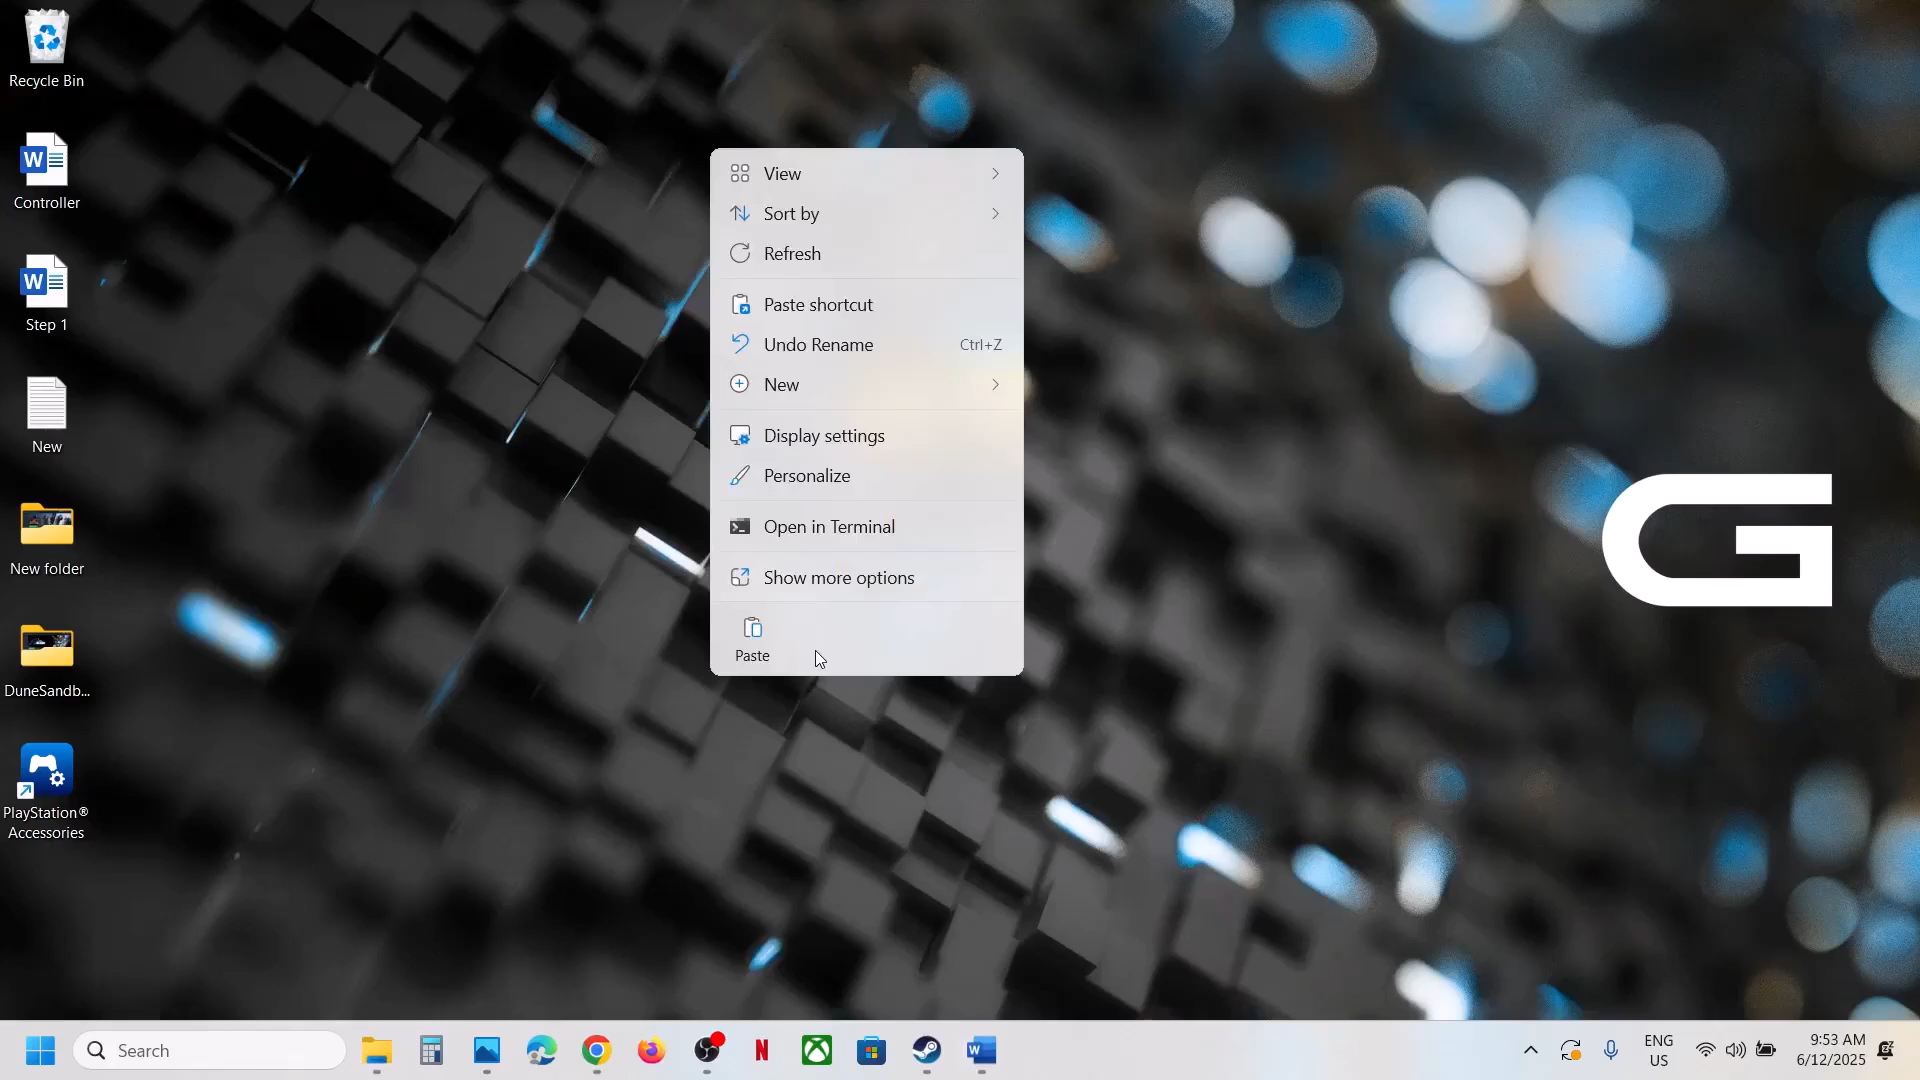 Recycle Bin
Controller
Step 1
New
New folder
DuneSandb...
PlayStation®
Accessories
View
Sort by
Refresh
Paste shortcut
Undo Rename Ctrl+Z
New
Display settings
Personalize
Open in Terminal
Show more options
Paste
G
Search
ENG
US
9:53 AM
6/12/2025